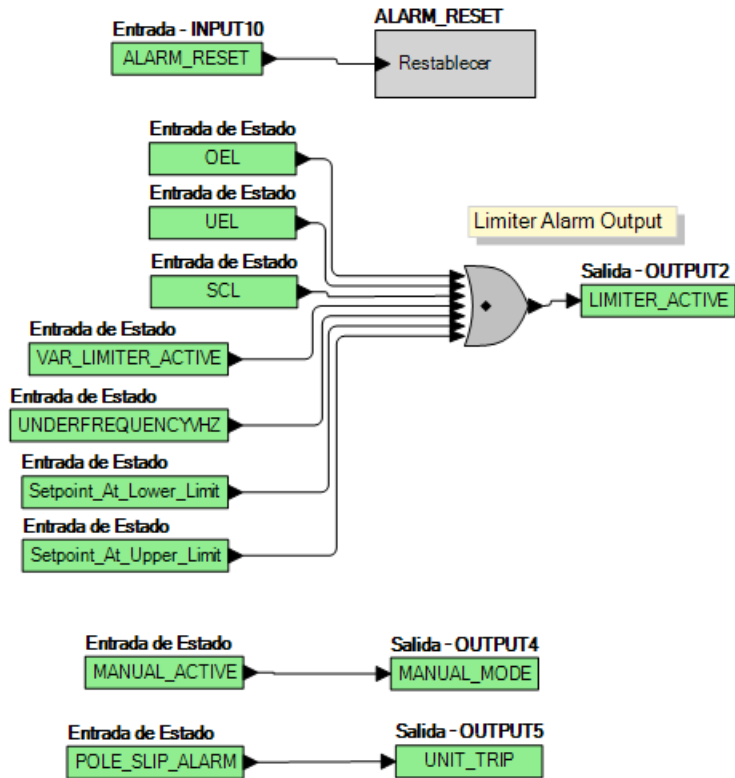 Entrada - INPUT10
ALARM_RESET
ALARM_RESET
Restablecer
Entrada de Estado
OEL
Entrada de Estado
UEL
Entrada de Estado
SCL
Entrada de Estado
VAR_LIMITER_ACTIVE
Entrada de Estado
UNDERFREQUENCYVHZ
Entrada de Estado
Setpoint_At_Lower_Limit
Entrada de Estado
Setpoint_At_Upper_Limit
Limiter Alarm Output
Salida - OUTPUT2
LIMITER_ACTIVE
Entrada de Estado
MANUAL_ACTIVE
Salida - OUTPUT4
MANUAL_MODE
Entrada de Estado
POLE_SLIP_ALARM
Salida - OUTPUT5
UNIT_TRIP